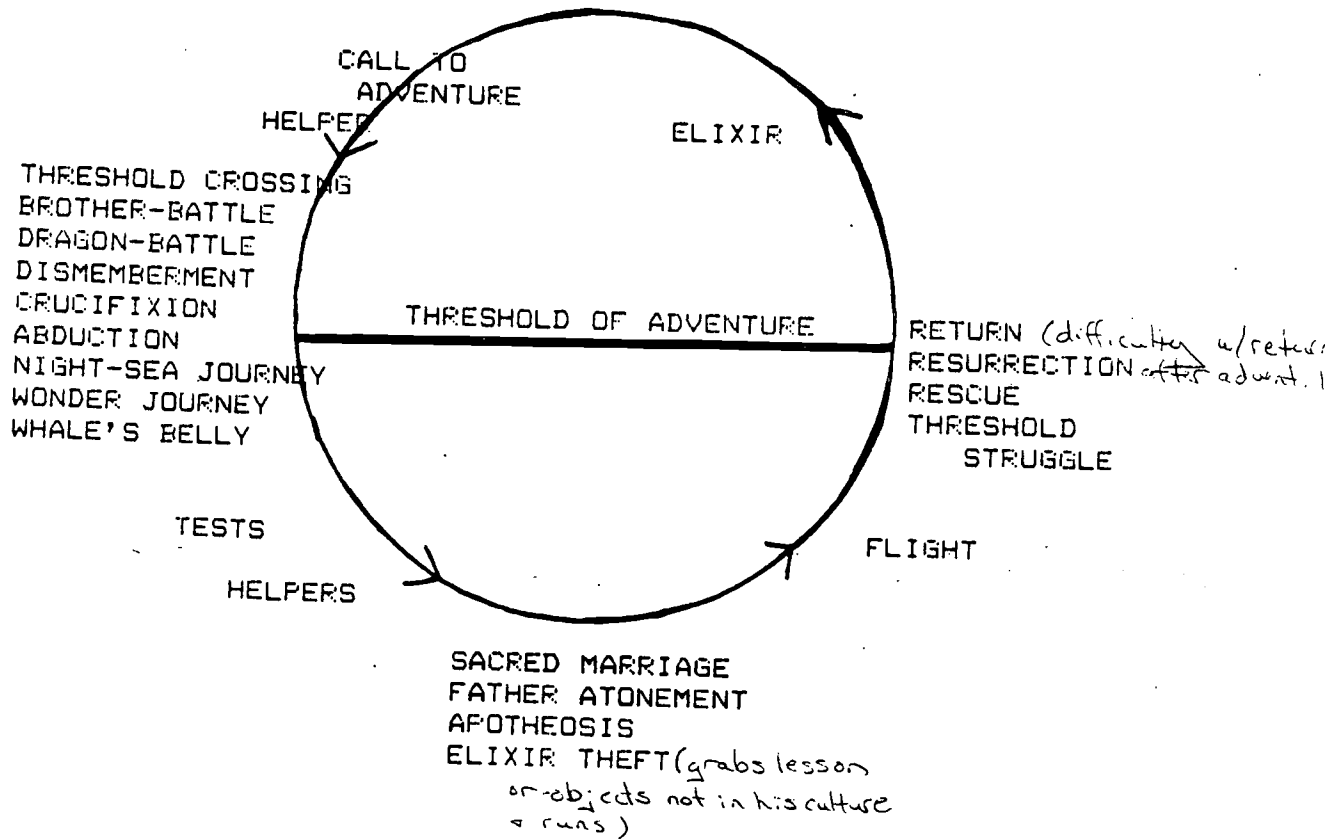 CALL TO
ADVENTURE
HELPER
ELIXIR
THRESHOLD CROSSING
BROTHER-BATTLE
DRAGON-BATTLE
DISMEMBERMENT
CRUCIFIXION
ABDUCTION
NIGHT-SEA JOURNEY
WONDER JOURNEY
WHALE'S BELLY
THRESHOLD OF ADVENTURE
RETURN (difficulty w/return
RESURRECTION after advent.
RESCUE
THRESHOLD
STRUGGLE
TESTS
HELPERS
FLIGHT
SACRED MARRIAGE
FATHER ATONEMENT
APOTHEOSIS
ELIXIR THEFT (grabs lesson
or objects not in his culture
& runs)